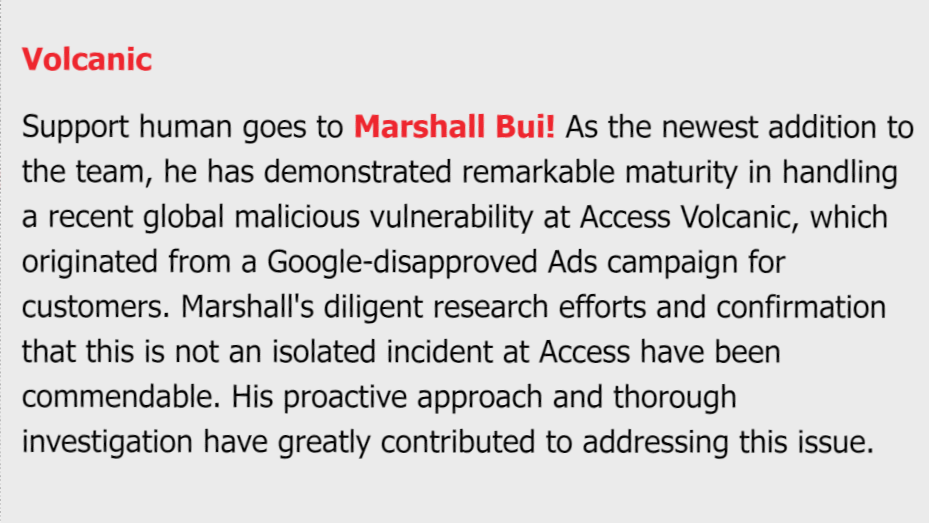 Volcanic
Support human goes to Marshall Bui! As the newest addition to
the team, he has demonstrated remarkable maturity in handling
a recent global malicious vulnerability at Access Volcanic, which
originated from a Google-disapproved Ads campaign for
customers. Marshall's diligent research efforts and confirmation
that this is not an isolated incident at Access have been
commendable. His proactive approach and thorough
investigation have greatly contributed to addressing this issue.